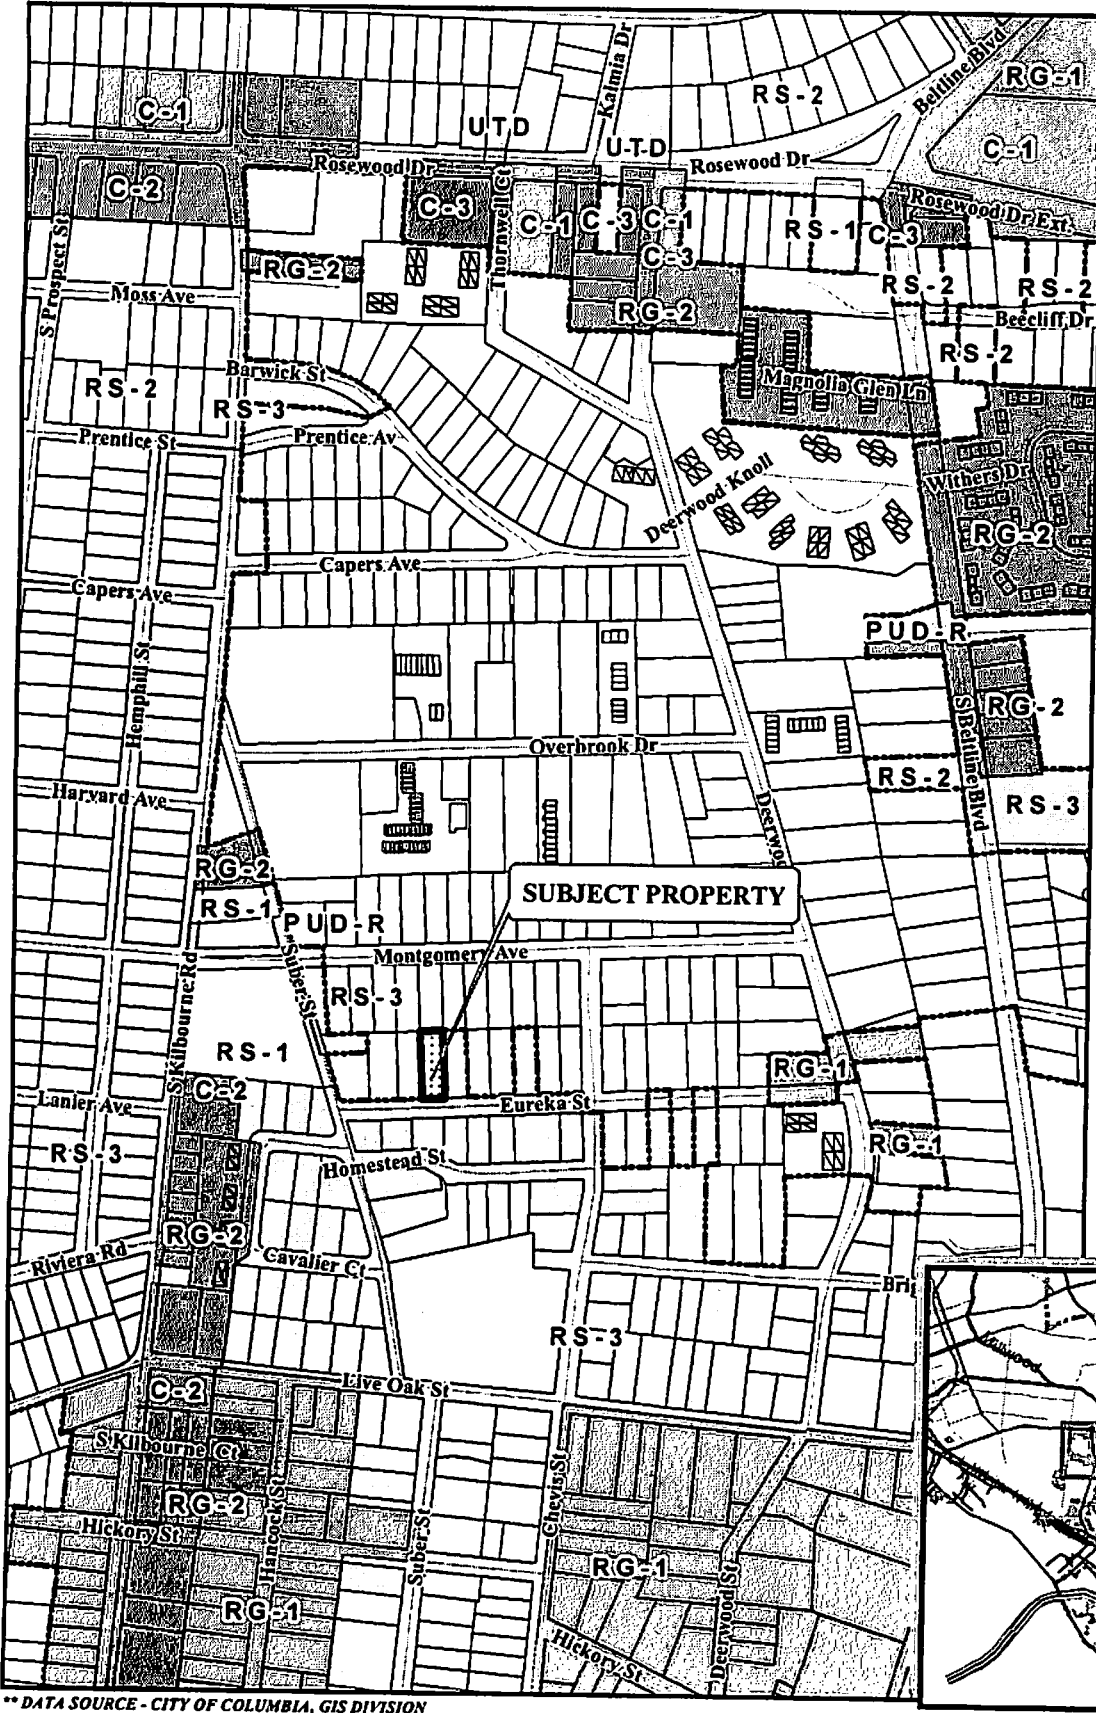 Kalmia Dr
Beltline Blvd
RG-1
RS-2
C-1
UTD
UTD
C-1
Rosewood Dr
Rosewood Dr
C-2
C-3
Thornwell Ct
C-1
C-3
C-1
RS-1
C-3
Rosewood Dr Ext.
S Prospect St
C-3
RG-2
RS-2
RS-2
Moss Ave
RG-2
Beecliff Dr
RS-2
Barwick St
RS-2
Magnolia Glen Ln
RS-3
Prentice St
Prentice Av
Deerwood Knoll
Withers Dr
RG-2
Capers Ave
Capers Ave
PUD-R
Hemphill St
S Beltline Blvd
RG-2
Overbrook Dr
RS-2
Harvard Ave
Deerwo
RS-3
RG-2
SUBJECT PROPERTY
RS-1
PUD-R
Montgomery Ave
Suber St
S Kilbourne Rd
RS-3
RS-1
RG-1
C-2
Lanier Ave
Eureka St
RS-3
RG-1
Homestead St
RG-2
Riviera Rd
Cavalier Ct
Brig
RS-3
Millwood
Live Oak St
C-2
S Kilbourne Ct
RG-2
Hancock St
Chevis St
Hickory St
Suber St
RG-1
Deerwood St
RG-1
Hickory St
** DATA SOURCE - CITY OF COLUMBIA, GIS DIVISION